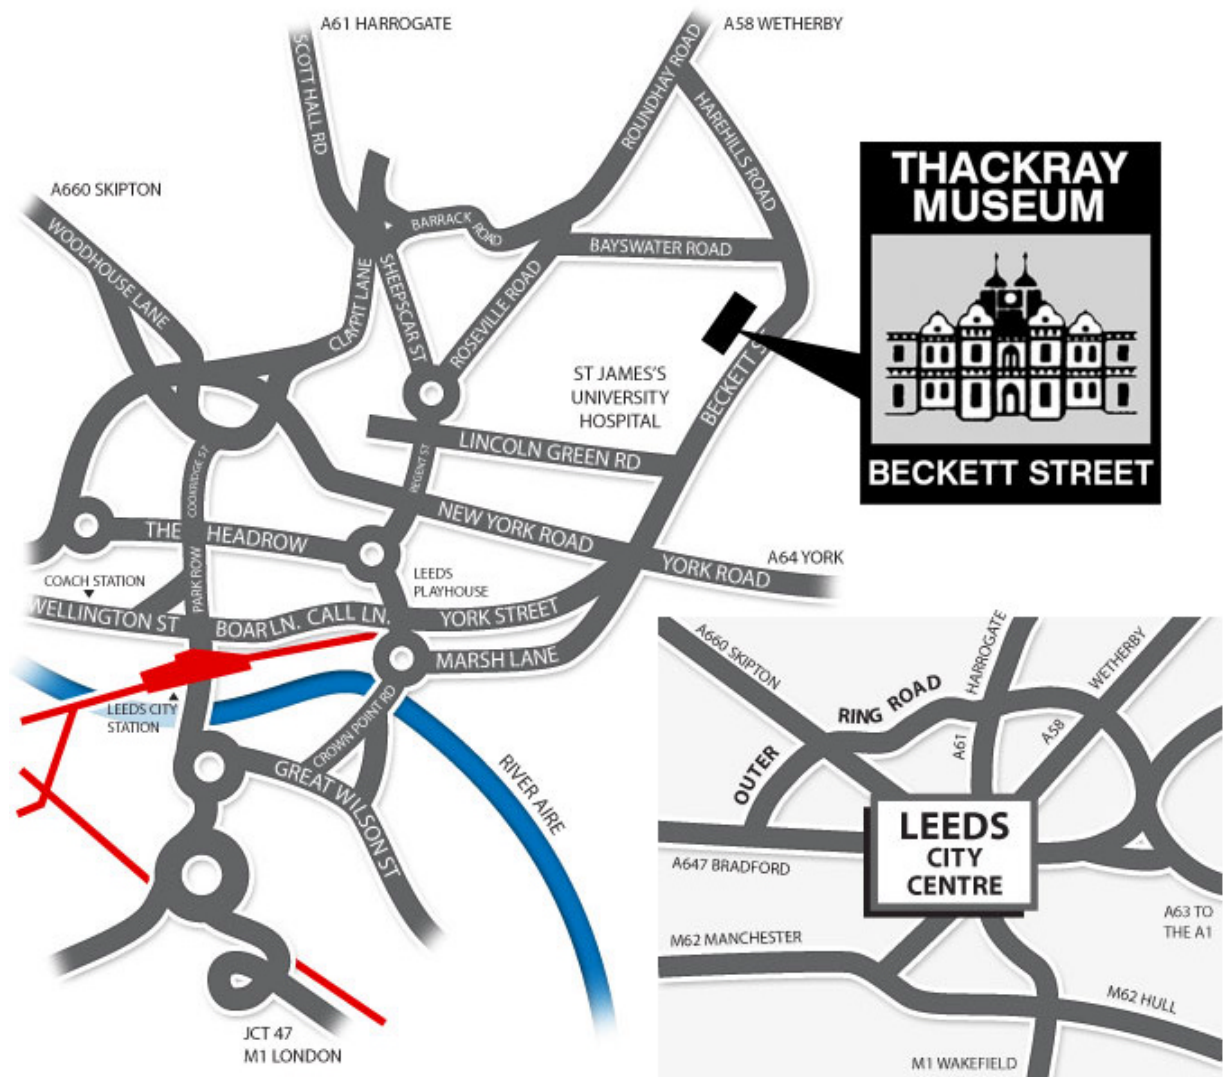 A61 HARROGATE
A58 WETHERBY
SCOTT HALL RD
ROUNDHAY ROAD
HAREHILLS ROAD
A660 SKIPTON
WOODHOUSE LANE
BARRACK
ROAD
BAYSWATER ROAD
CLAYPIT LANE
SHEEPSCAR ST
ROSEVILLE ROAD
THACKRAY
MUSEUM
BECKETT STREET
ST JAMES'S
UNIVERSITY
HOSPITAL
BECKETT ST
LINCOLN GREEN RD
REGENT ST
COOKRIDGE ST
NEW YORK ROAD
THE HEADROW
YORK ROAD
A64 YORK
COACH STATION
PARK ROW
LEEDS
PLAYHOUSE
WELLINGTON ST
BOAR LN.
CALL LN.
YORK STREET
MARSH LANE
LEEDS CITY
STATION
CROWN POINT RD
GREAT WILSON ST
RIVER AIRE
JCT 47
M1 LONDON
A660 SKIPTON
HARROGATE
A61
WETHERBY
A58
OUTER
RING ROAD
LEEDS
CITY
CENTRE
A647 BRADFORD
A63 TO
THE A1
M62 MANCHESTER
M62 HULL
M1 WAKEFIELD